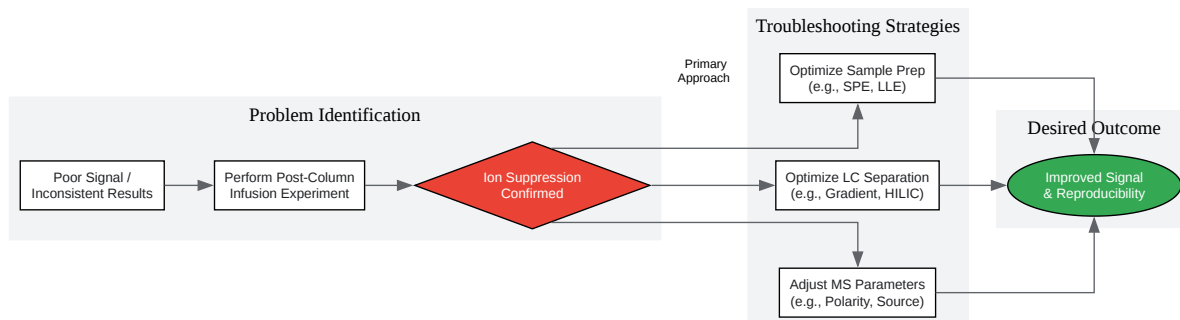 Problem Identification
Poor Signal /
Inconsistent Results
Perform Post-Column
Infusion Experiment
Ion Suppression
Confirmed
Primary
Approach
Troubleshooting Strategies
Optimize Sample Prep
(e.g., SPE, LLE)
Optimize LC Separation
(e.g., Gradient, HILIC)
Adjust MS Parameters
(e.g., Polarity, Source)
Desired Outcome
Improved Signal
& Reproducibility